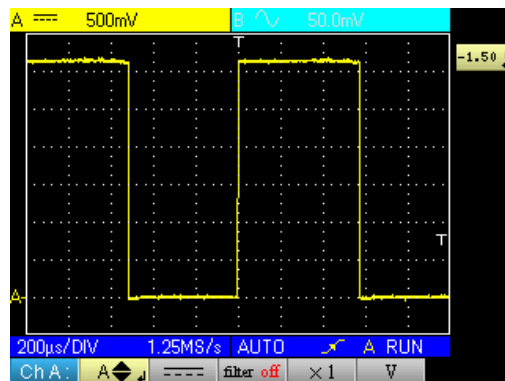 A 500mV B 50.0mV
T
-1.50
T
A
200µs/DIV 1.25MS/s AUTO A RUN
Ch A: A filter off ×1 V